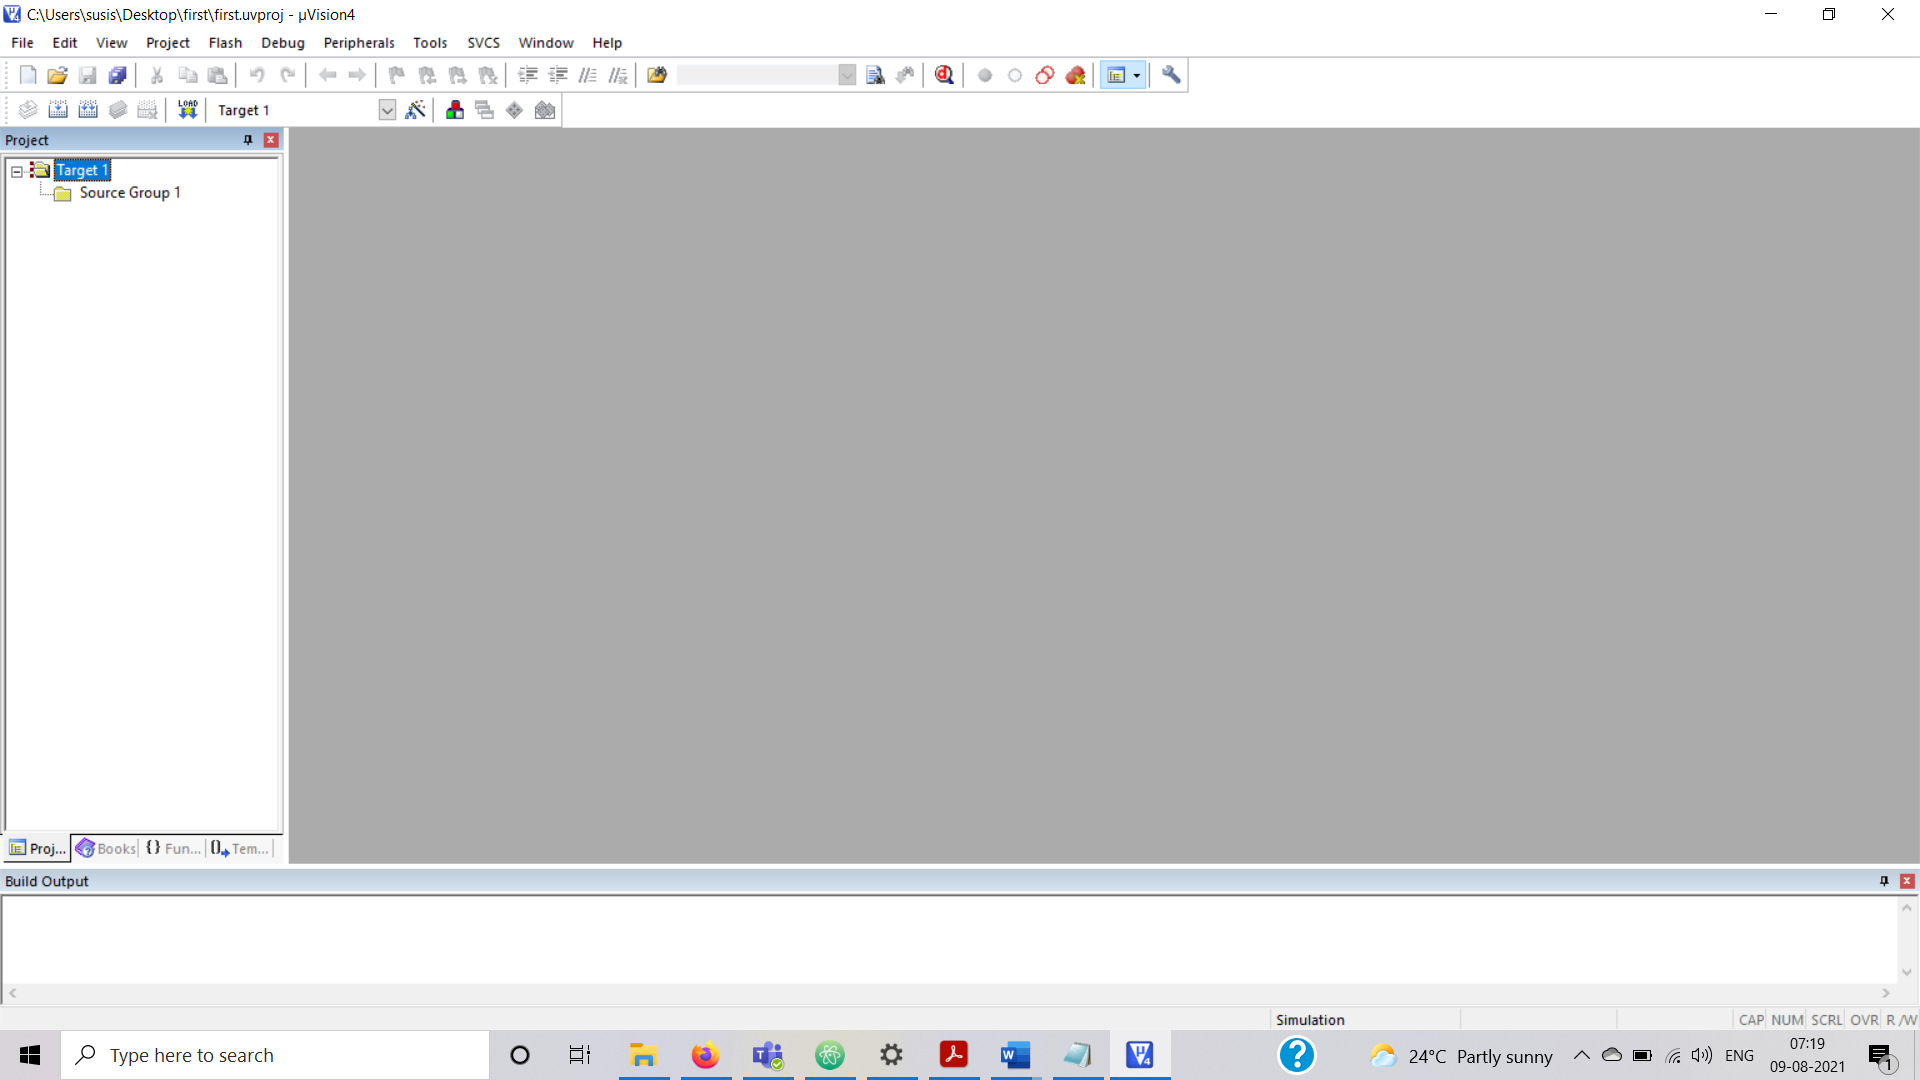 C:\Users\susis\Desktop\first\first.uvproj - µVision4
File Edit View Project Flash Debug Peripherals Tools SVCS Window Help
LOAD Target 1
Project
Target 1
Source Group 1
Proj... Books {} Fun... Tem...
Build Output
Simulation CAP NUM SCRL OVR R/W
Type here to search 24°C Partly sunny ENG
07:19
09-08-2021
1